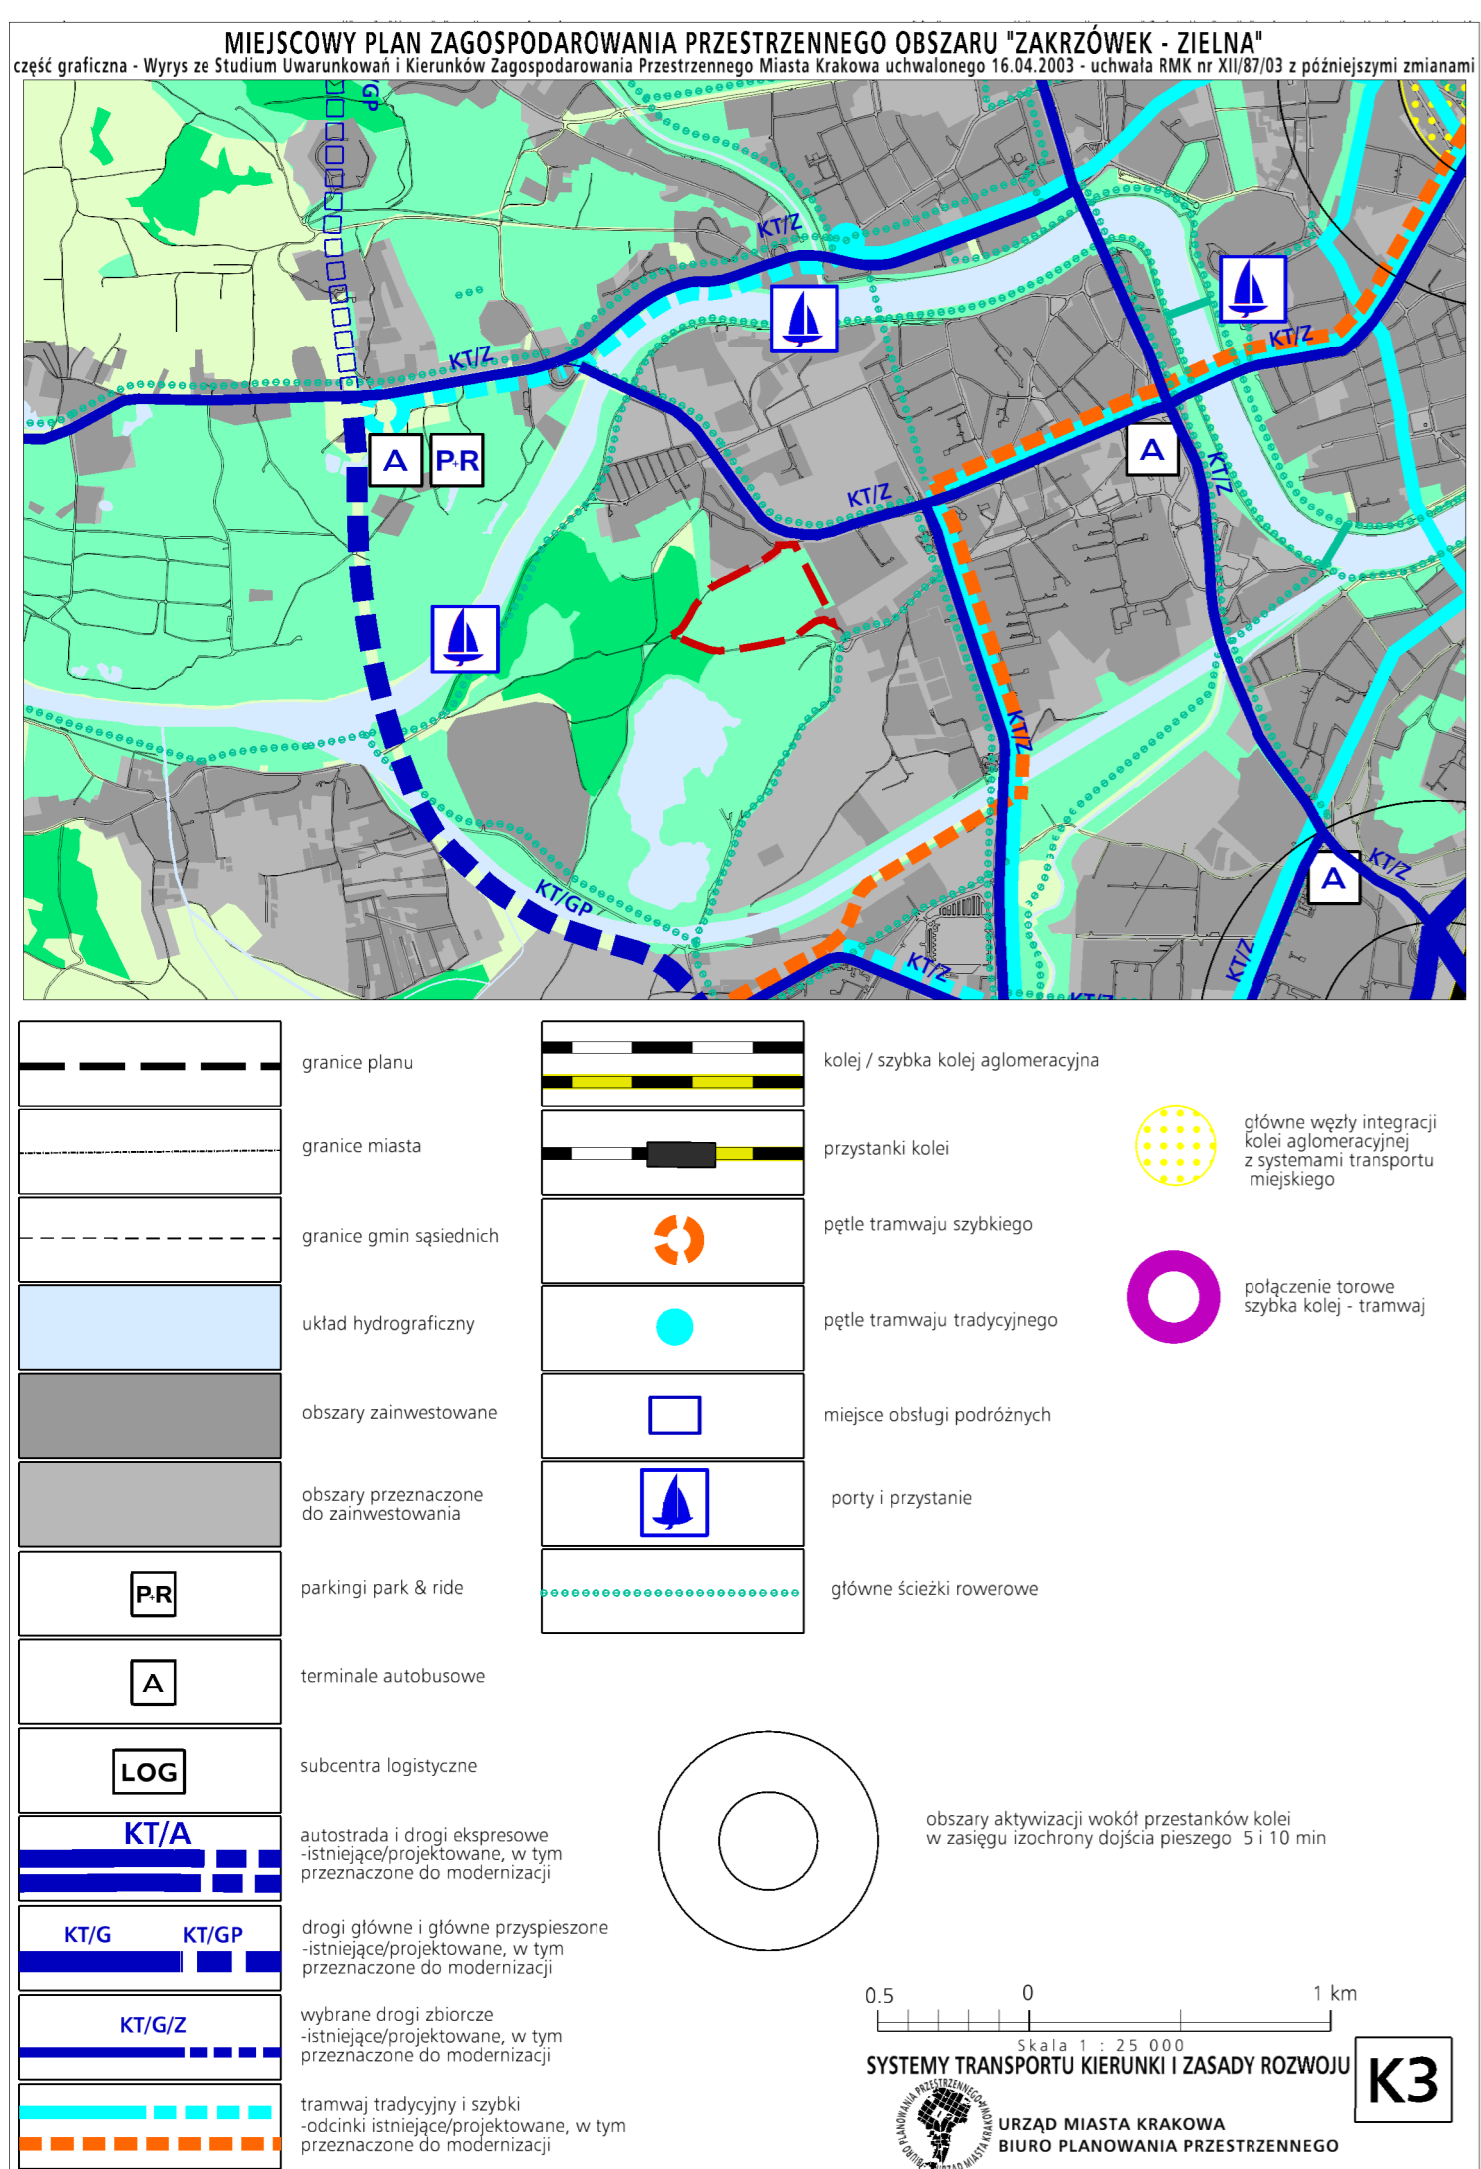 MIEJSCOWY PLAN ZAGOSPODAROWANIA PRZESTRZENNEGO OBSZARU "ZAKRZÓWEK - ZIELNA"
część graficzna - Wyrys ze Studium Uwarunkowań i Kierunków Zagospodarowania Przestrzennego Miasta Krakowa uchwalonego 16.04.2003 - uchwała RMK nr XII/87/03 z późniejszymi zmianami
/GP
KT/Z
KT/Z
KT/Z
A
P+R
KT/Z
A
KT/Z
KT/Z
KT/GP
KT/Z
A
KT/Z
KT/Z
KT/Z
granice planu
granice miasta
granice gmin sąsiednich
układ hydrograficzny
obszary zainwestowane
obszary przeznaczone
do zainwestowania
P+R
parkingi park & ride
A
terminale autobusowe
LOG
subcentra logistyczne
KT/A
autostrada i drogi ekspresowe
-istniejące/projektowane, w tym
przeznaczone do modernizacji
KT/G
KT/GP
drogi główne i główne przyspieszone
-istniejące/projektowane, w tym
przeznaczone do modernizacji
KT/G/Z
wybrane drogi zbiorcze
-istniejące/projektowane, w tym
przeznaczone do modernizacji
tramwaj tradycyjny i szybki
-odcinki istniejące/projektowane, w tym
przeznaczone do modernizacji
kolej / szybka kolej aglomeracyjna
przystanki kolei
pętle tramwaju szybkiego
pętle tramwaju tradycyjnego
miejsce obsługi podróżnych
porty i przystanie
główne ścieżki rowerowe
główne węzły integracji
kolei aglomeracyjnej
z systemami transportu
miejskiego
połączenie torowe
szybka kolej - tramwaj
obszary aktywizacji wokół przestanków kolei
w zasięgu izochrony dojścia pieszego 5 i 10 min
0.5 0 1 km
Skala 1 : 25 000
SYSTEMY TRANSPORTU KIERUNKI I ZASADY ROZWOJU
K3
BIURO PLANOWANIA PRZESTRZENNEGO
URZĄD MIASTA KRAKOWA
URZĄD MIASTA KRAKOWA
BIURO PLANOWANIA PRZESTRZENNEGO